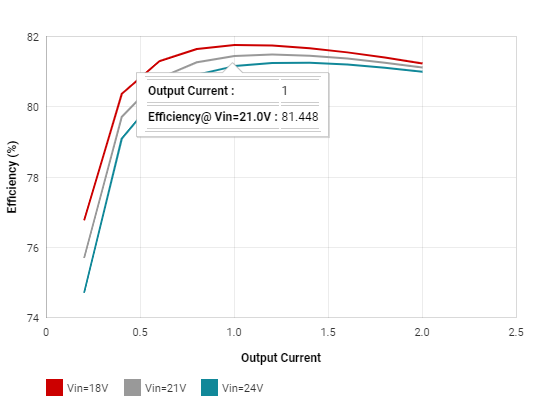 82
80
78
76
74
Efficiency (%)
Output Current : 1
Efficiency@ Vin=21.0V : 81.448
0 0.5 1.0 1.5 2.0 2.5
Output Current
Vin=18V Vin=21V Vin=24V